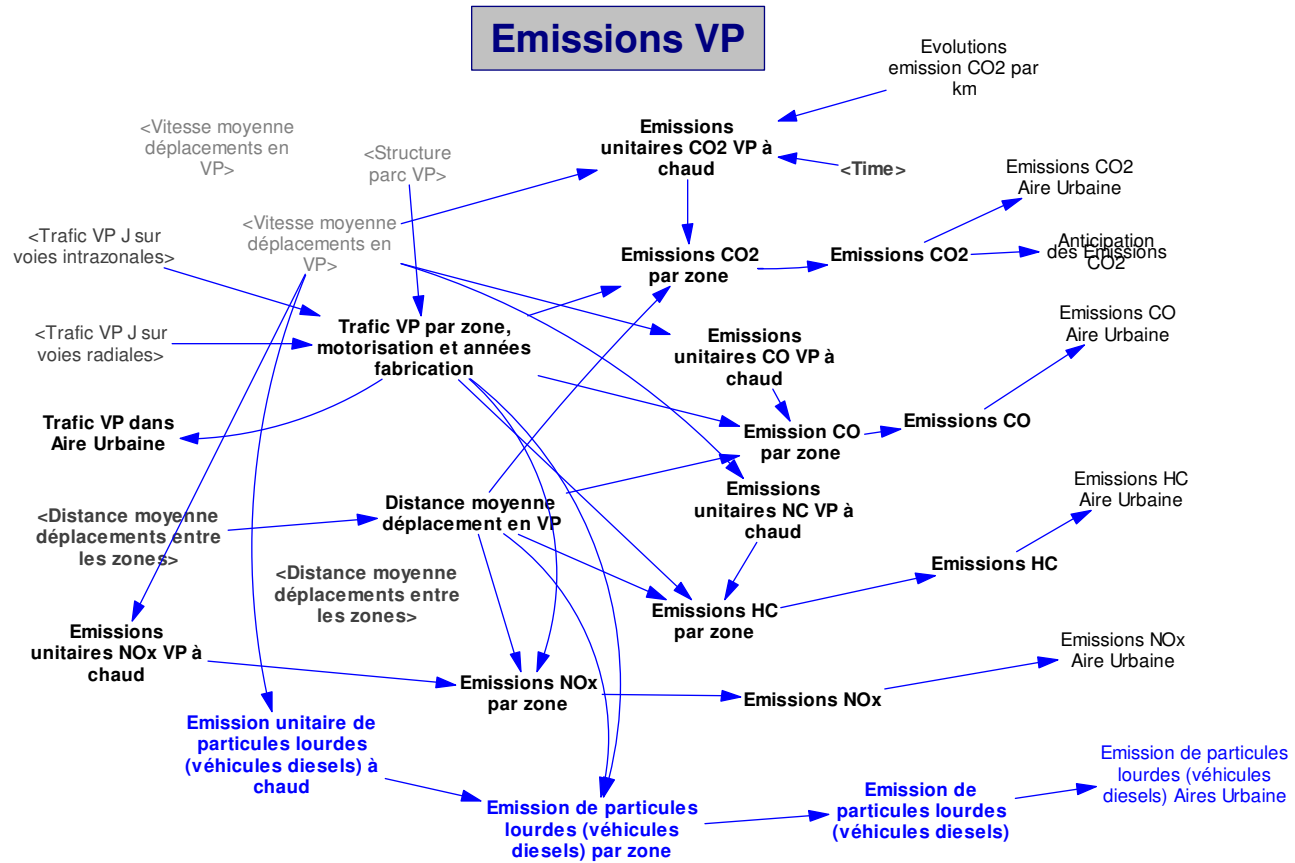 Emissions VP
Evolutions
emission CO2 par
km
<Vitesse moyenne
déplacements en
VP>
<Structure
parc VP>
Emissions
unitaires CO2 VP à
chaud
<Time>
Emissions CO2
Aire Urbaine
<Trafic VP J sur
voies intrazonales>
<Vitesse moyenne
déplacements en
VP>
Emissions CO2
par zone
Emissions CO2
Anticipation
des Emissions
CO2
<Trafic VP J sur
voies radiales>
Trafic VP par zone,
motorisation et années
fabrication
Emissions
unitaires CO VP à
chaud
Emissions CO
Aire Urbaine
Trafic VP dans
Aire Urbaine
Emission CO
par zone
Emissions CO
<Distance moyenne
déplacements entre
les zones>
Distance moyenne
déplacement en VP
Emissions
unitaires NC VP à
chaud
Emissions HC
Aire Urbaine
<Distance moyenne
déplacements entre
les zones>
Emissions HC
par zone
Emissions HC
Emissions
unitaires NOx VP à
chaud
Emissions NOx
par zone
Emissions NOx
Emissions NOx
Aire Urbaine
Emission unitaire de
particules lourdes
(véhicules diesels) à
chaud
Emission de particules
lourdes (véhicules
diesels) par zone
Emission de
particules lourdes
(véhicules diesels)
Emission de particules
lourdes (véhicules
diesels) Aires Urbaine